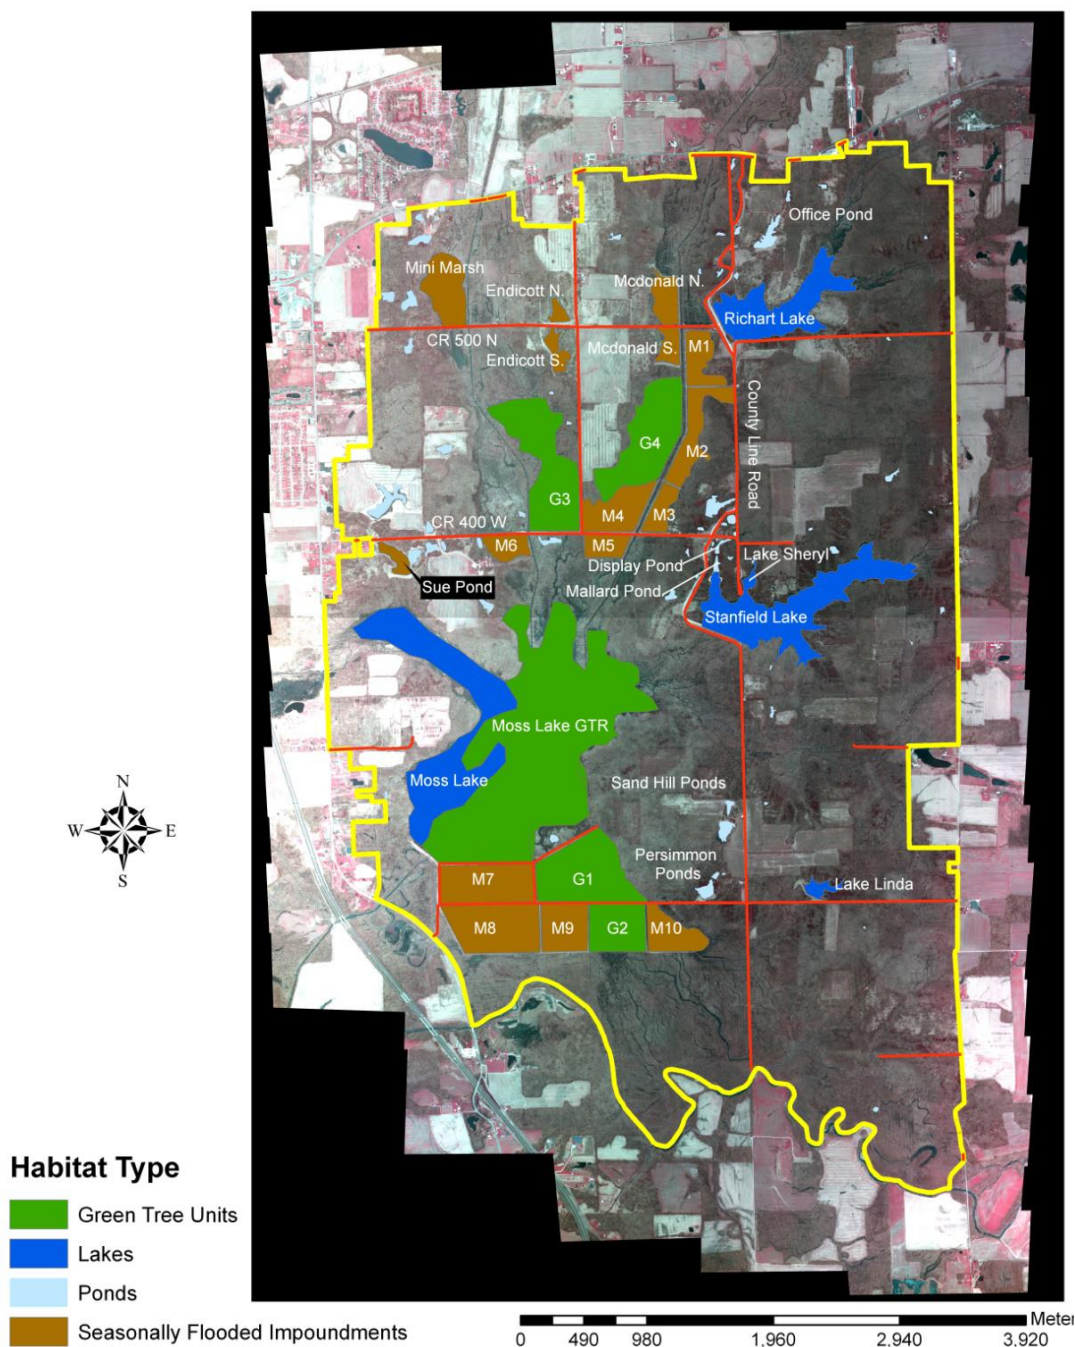 Office Pond
Mini Marsh
Mcdonald N.
Endicott N.
Richart Lake
CR 500 N
Endicott S.
Mcdonald S.
M1
County Line Road
G4
M2
G3
M4
M3
CR 400 W
M6
M5
Display Pond
Lake Sheryl
Sue Pond
Mallard Pond
Stanfield Lake
Moss Lake GTR
Moss Lake
Sand Hill Ponds
N
W
E
S
Persimmon
Ponds
M7
G1
Lake Linda
M8
M9
G2
M10
Habitat Type
Green Tree Units
Lakes
Ponds
Seasonally Flooded Impoundments
Meter
0 490 980 1,960 2,940 3,920